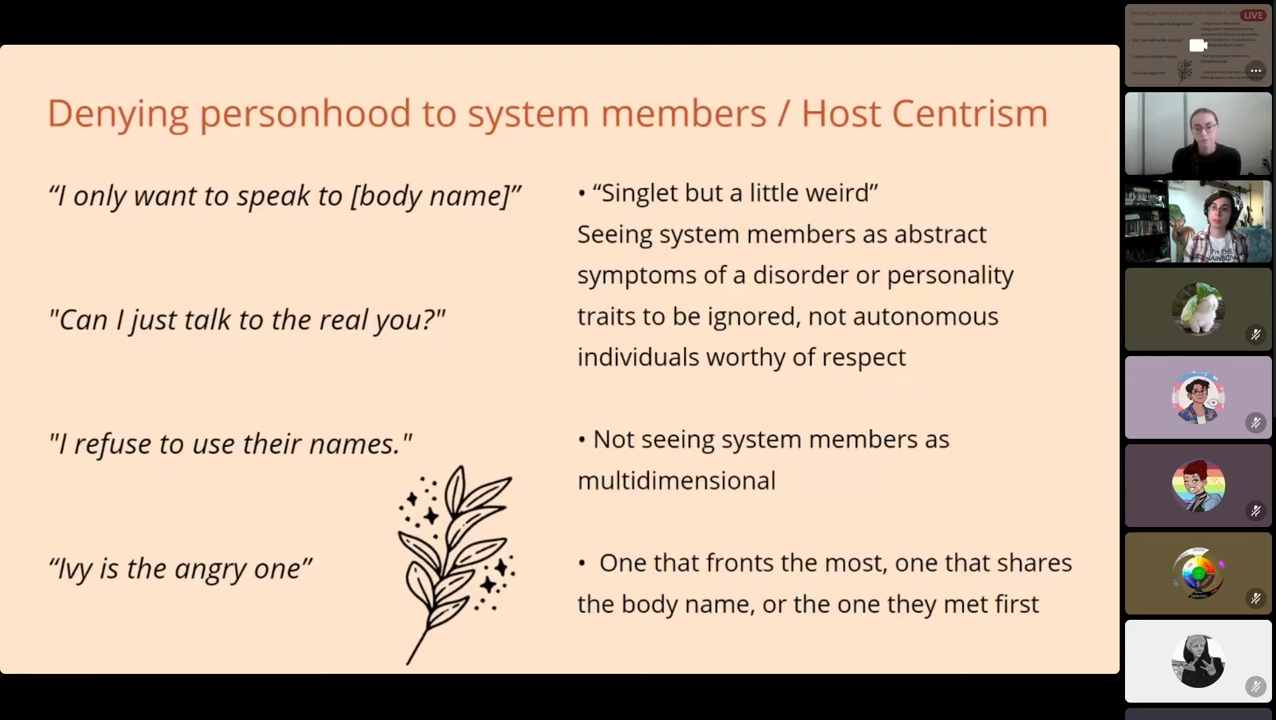 Denying personhood to system members / Host Centrism
“I only want to speak to [body name]”
"Can I just talk to the real you?"
"I refuse to use their names."
“Ivy is the angry one”
• “Singlet but a little weird”
Seeing system members as abstract
symptoms of a disorder or personality
traits to be ignored, not autonomous
individuals worthy of respect
• Not seeing system members as
multidimensional
• One that fronts the most, one that shares
the body name, or the one they met first
LIVE